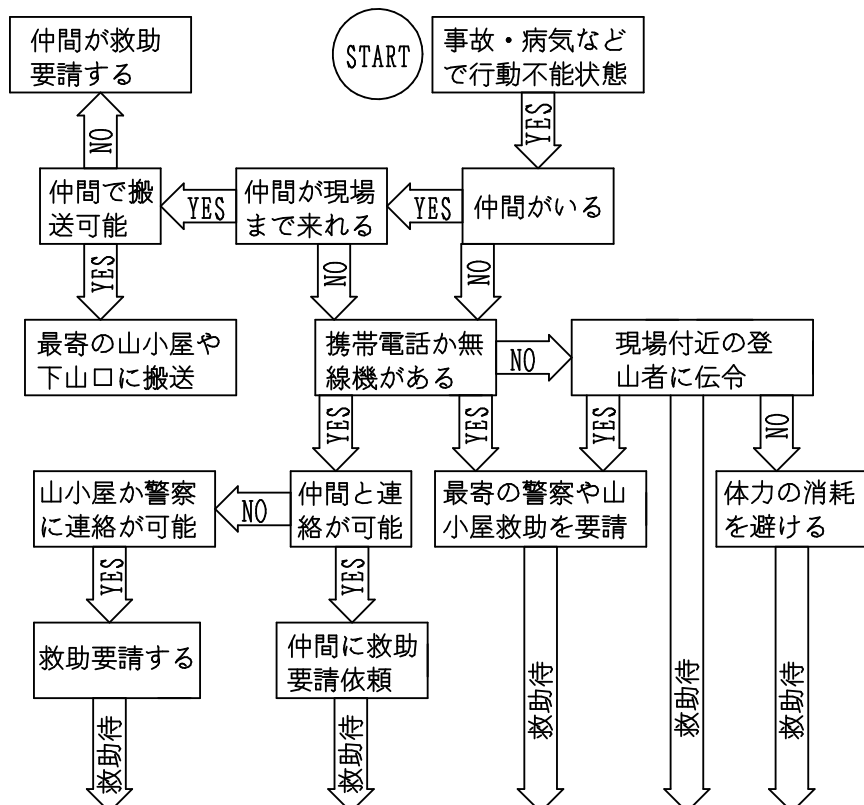 仲間が救助
要請する
START
事故・病気など
で行動不能状態
YES
NO
仲間で搬
送可能
YES
仲間が現場
まで来れる
YES
仲間がいる
YES
NO
NO
最寄の山小屋や
下山口に搬送
携帯電話か無
線機がある
NO
現場付近の登
山者に伝令
YES
YES
YES
NO
山小屋か警察
に連絡が可能
NO
仲間と連
絡が可能
最寄の警察や山
小屋救助を要請
体力の消耗
を避ける
YES
YES
救助要請する
仲間に救助
要請依頼
救助待
救助待
救助待
救助待
救助待